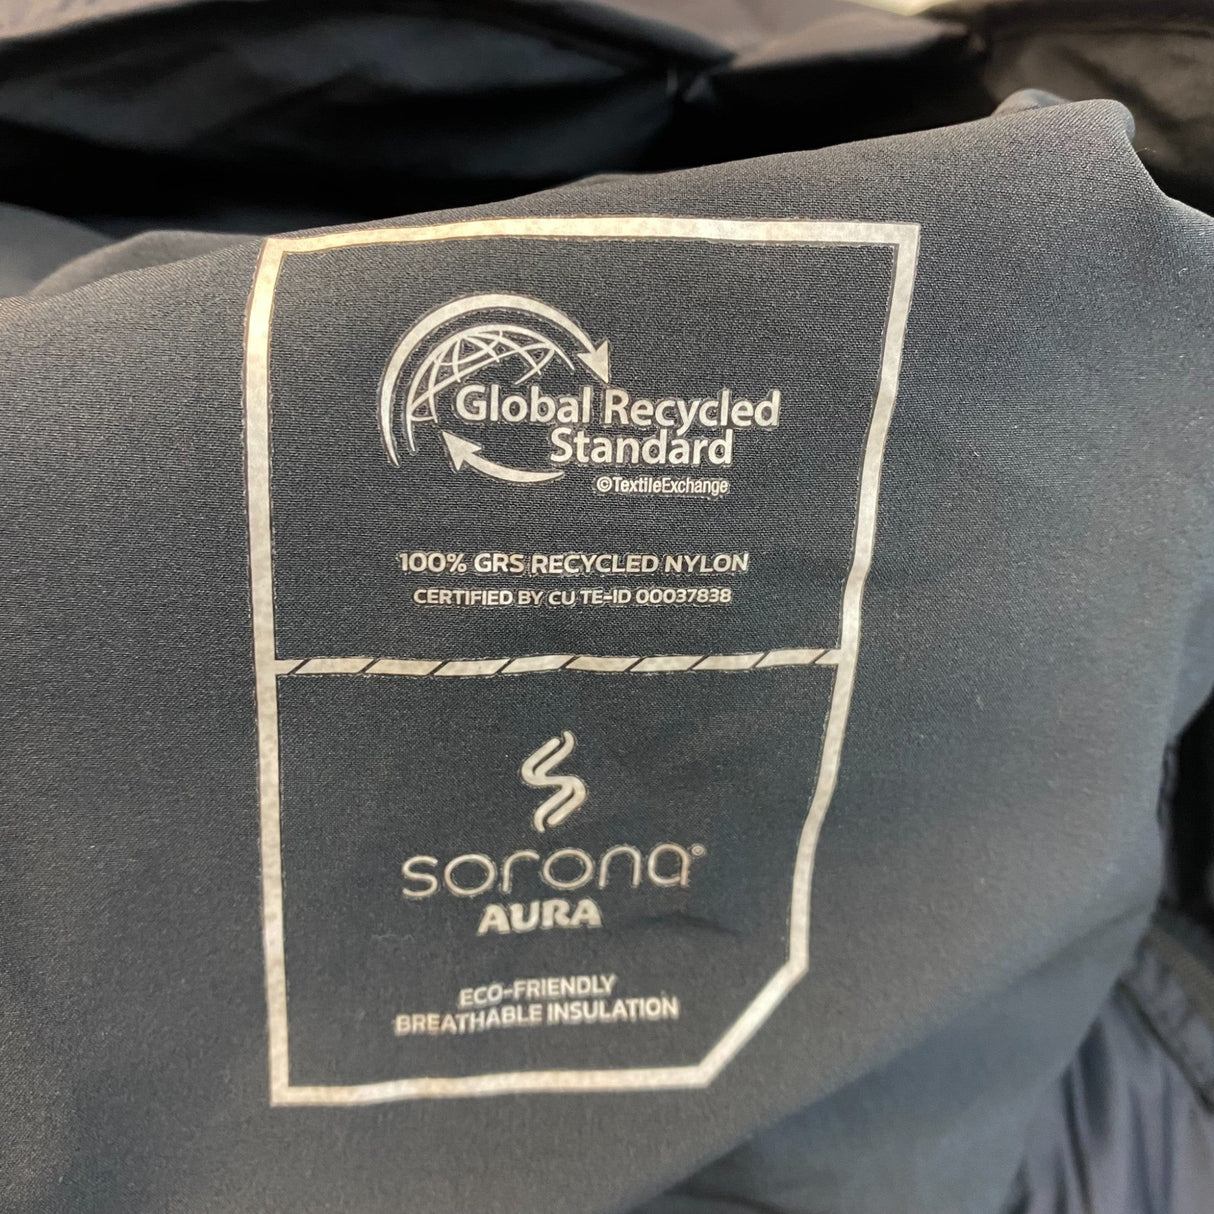 Global Recycled
Standard
©TextileExchange
100% GRS RECYCLED NYLON
CERTIFIED BY CU TE-ID 00037838
sorona®
AURA
ECO-FRIENDLY
BREATHABLE INSULATION